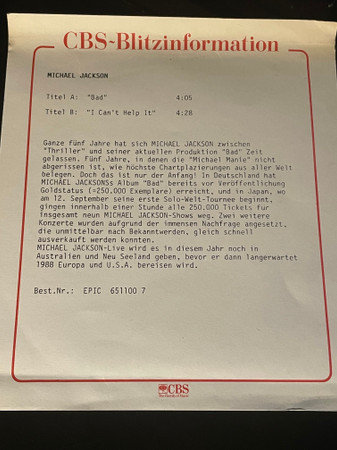 CBS-Blitzinformation
MICHAEL JACKSON
Titel A: "Bad" 4:05
Titel B: "I Can't Help It" 4:28
Ganze fünf Jahre hat sich MICHAEL JACKSON zwischen
"Thriller" und seiner aktuellen Produktion "Bad" Zeit
gelassen. Fünf Jahre, in denen die "Michael Manie" nicht
abgerissen ist, wie höchste Chartplazierungen aus aller Welt
belegen. Doch das ist nur der Anfang! In Deutschland hat
MICHAEL JACKSONSs Album "Bad" bereits vor Veröffentlichung
Goldstatus (=250.000 Exemplare) erreicht, und in Japan, wo
am 12. September seine erste Solo-Welt-Tournee beginnt,
gingen innerhalb einer Stunde alle 250.000 Tickets für
insgesamt neun MICHAEL JACKSON-Shows weg. Zwei weitere
Konzerte wurden aufgrund der immensen Nachfrage angesetzt,
die unmittelbar nach Bekanntwerden, gleich schnell
ausverkauft werden konnten.
MICHAEL JACKSON-Live wird es in diesem Jahr noch in
Australien und Neu Seeland geben, bevor er dann längerwartet
1988 Europa und U.S.A. bereisen wird.
Best.Nr.: EPIC 651100 7
CBS
The Family of Music